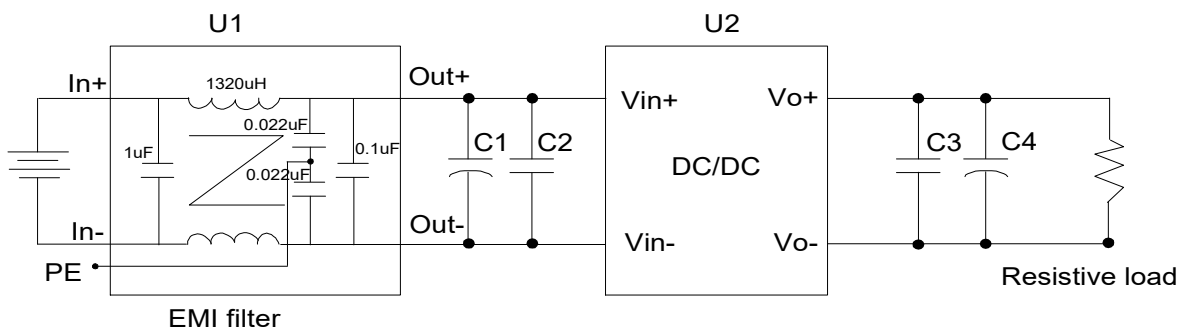 U1
U2
In+
1320uH
Out+
0.022uF
1uF
0.1uF
0.022uF
C1
C2
Vin+
Vo+
DC/DC
C3
C4
In-
Out-
Vin-
Vo-
PE
Resistive load
EMI filter